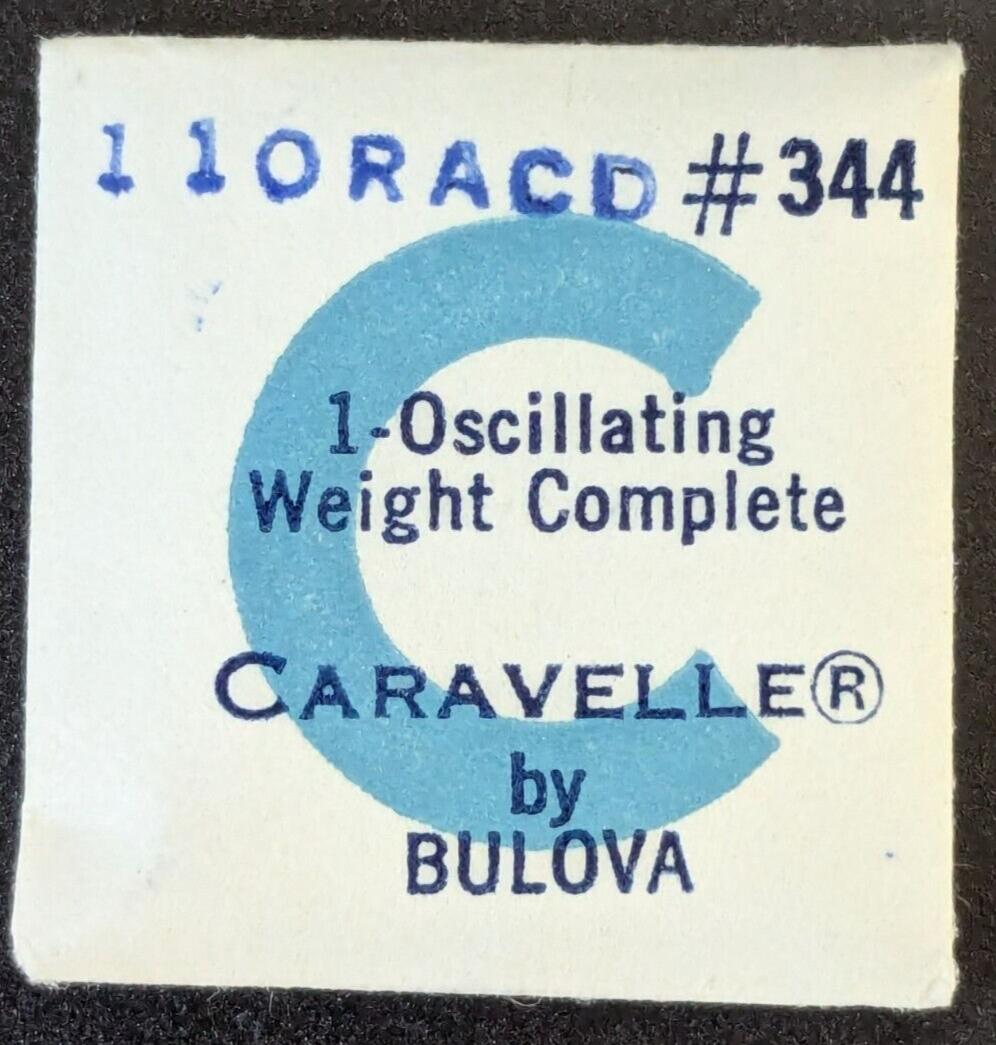 11ORACD #344
1-Oscillating
Weight Complete
CARAVELLE®
by
BULOVA